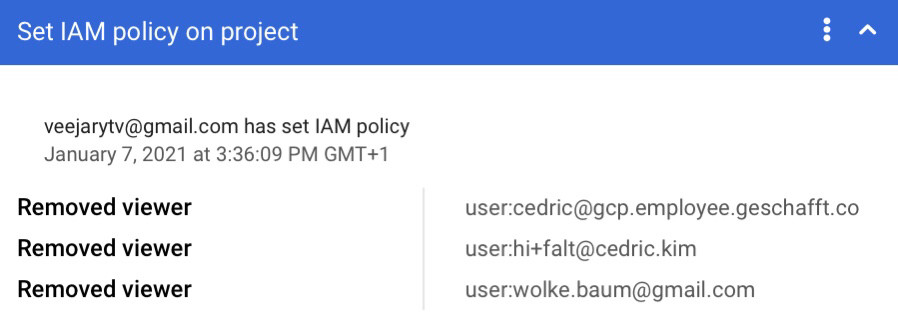 Set IAM policy on project
veejarytv@gmail.com has set IAM policy
January 7, 2021 at 3:36:09 PM GMT+1
Removed viewer user:cedric@gcp.employee.geschafft.co
Removed viewer user:hi+falt@cedric.kim
Removed viewer user:wolke.baum@gmail.com